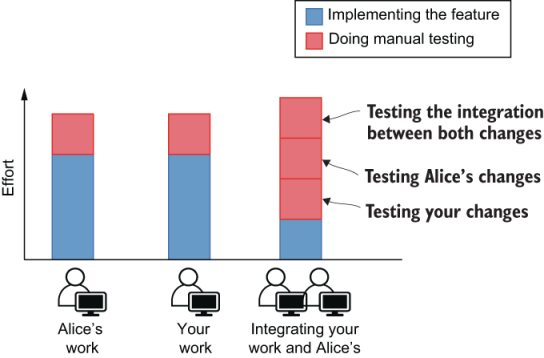 Implementing the feature
Doing manual testing
Effort
Testing the integration
between both changes
Testing Alice's changes
Testing your changes
Alice's
work
Your
work
Integrating your
work and Alice's